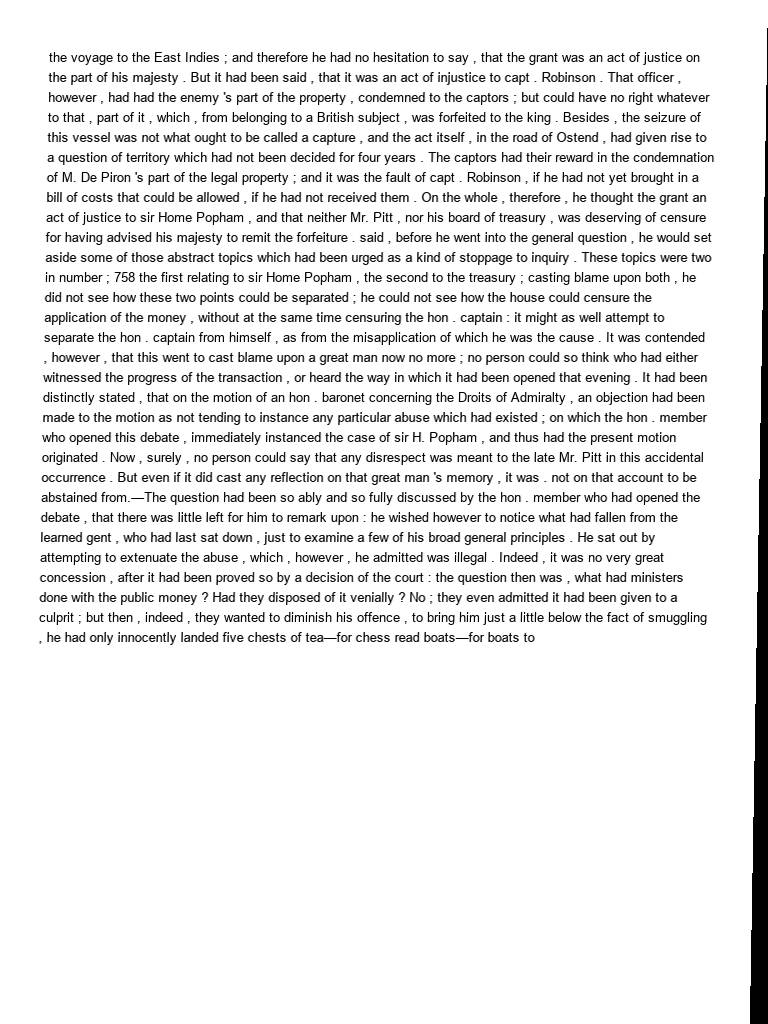 the voyage to the East Indies ; and therefore he had no hesitation to say , that the grant was an act of justice on
the part of his majesty . But it had been said , that it was an act of injustice to capt . Robinson . That officer ,
however , had had the enemy 's part of the property , condemned to the captors ; but could have no right whatever
to that , part of it , which , from belonging to a British subject , was forfeited to the king . Besides , the seizure of
this vessel was not what ought to be called a capture , and the act itself , in the road of Ostend , had given rise to
a question of territory which had not been decided for four years . The captors had their reward in the condemnation
of M. De Piron 's part of the legal property ; and it was the fault of capt . Robinson , if he had not yet brought in a
bill of costs that could be allowed , if he had not received them . On the whole , therefore , he thought the grant an
act of justice to sir Home Popham , and that neither Mr. Pitt , nor his board of treasury , was deserving of censure
for having advised his majesty to remit the forfeiture . said , before he went into the general question , he would set
aside some of those abstract topics which had been urged as a kind of stoppage to inquiry . These topics were two
in number ; 758 the first relating to sir Home Popham , the second to the treasury ; casting blame upon both , he
did not see how these two points could be separated ; he could not see how the house could censure the
application of the money , without at the same time censuring the hon . captain : it might as well attempt to
separate the hon . captain from himself , as from the misapplication of which he was the cause . It was contended
, however , that this went to cast blame upon a great man now no more ; no person could so think who had either
witnessed the progress of the transaction , or heard the way in which it had been opened that evening . It had been
distinctly stated , that on the motion of an hon . baronet concerning the Droits of Admiralty , an objection had been
made to the motion as not tending to instance any particular abuse which had existed ; on which the hon . member
who opened this debate , immediately instanced the case of sir H. Popham , and thus had the present motion
originated . Now , surely , no person could say that any disrespect was meant to the late Mr. Pitt in this accidental
occurrence . But even if it did cast any reflection on that great man 's memory , it was . not on that account to be
abstained from.—The question had been so ably and so fully discussed by the hon . member who had opened the
debate , that there was little left for him to remark upon : he wished however to notice what had fallen from the
learned gent , who had last sat down , just to examine a few of his broad general principles . He sat out by
attempting to extenuate the abuse , which , however , he admitted was illegal . Indeed , it was no very great
concession , after it had been proved so by a decision of the court : the question then was , what had ministers
done with the public money ? Had they disposed of it venially ? No ; they even admitted it had been given to a
culprit ; but then , indeed , they wanted to diminish his offence , to bring him just a little below the fact of smuggling
, he had only innocently landed five chests of tea—for chess read boats—for boats to